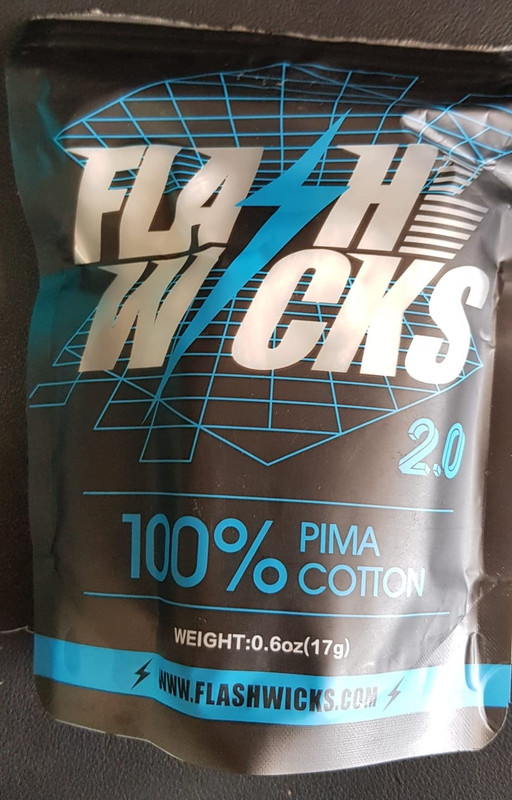 FLASH
WICKS
2.0
100% PIMA
COTTON
WEIGHT:0.6oz(17g)
WWW.FLASHWICKS.COM